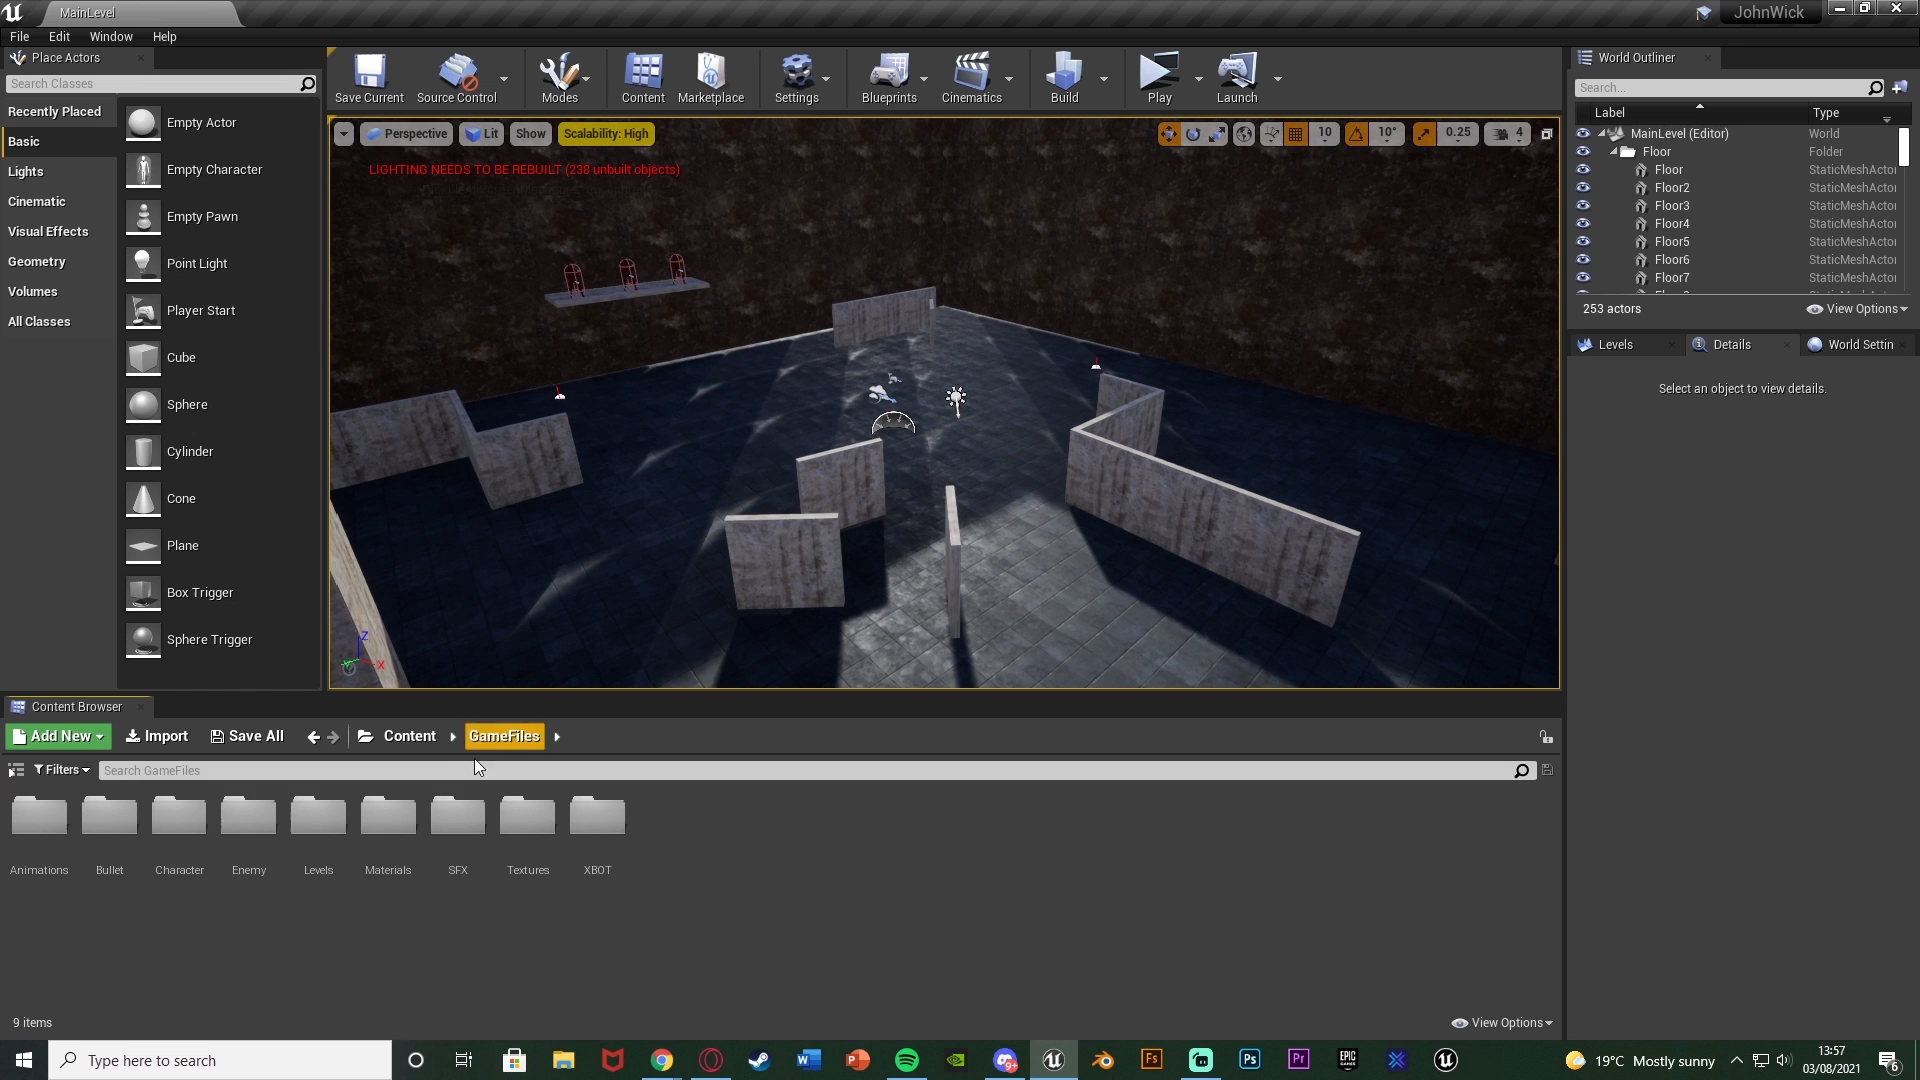 MainLevel
JohnWick
File Edit Window Help
Place Actors
Search Classes
Recently Placed
Basic
Lights
Cinematic
Visual Effects
Geometry
Volumes
All Classes
Empty Actor
Empty Character
Empty Pawn
Point Light
Player Start
Cube
Sphere
Cylinder
Cone
Plane
Box Trigger
Sphere Trigger
Save Current Source Control Modes Content Marketplace Settings Blueprints Cinematics Build Play Launch
Perspective Lit Show Scalability: High 10 10° 0.25 4
LIGHTING NEEDS TO BE REBUILT (238 unbuilt objects)
Z
X
World Outliner
Search...
Label Type
MainLevel (Editor) World
Floor Folder
Floor StaticMeshActor
Floor2 StaticMeshActor
Floor3 StaticMeshActor
Floor4 StaticMeshActor
Floor5 StaticMeshActor
Floor6 StaticMeshActor
Floor7 StaticMeshActor
253 actors View Options
Levels Details World Settin
Select an object to view details.
Content Browser
Add New Import Save All Content GameFiles
Filters Search GameFiles
Animations Bullet Character Enemy Levels Materials SFX Textures XBOT
9 items View Options
Type here to search
19°C Mostly sunny
13:57
03/08/2021
6